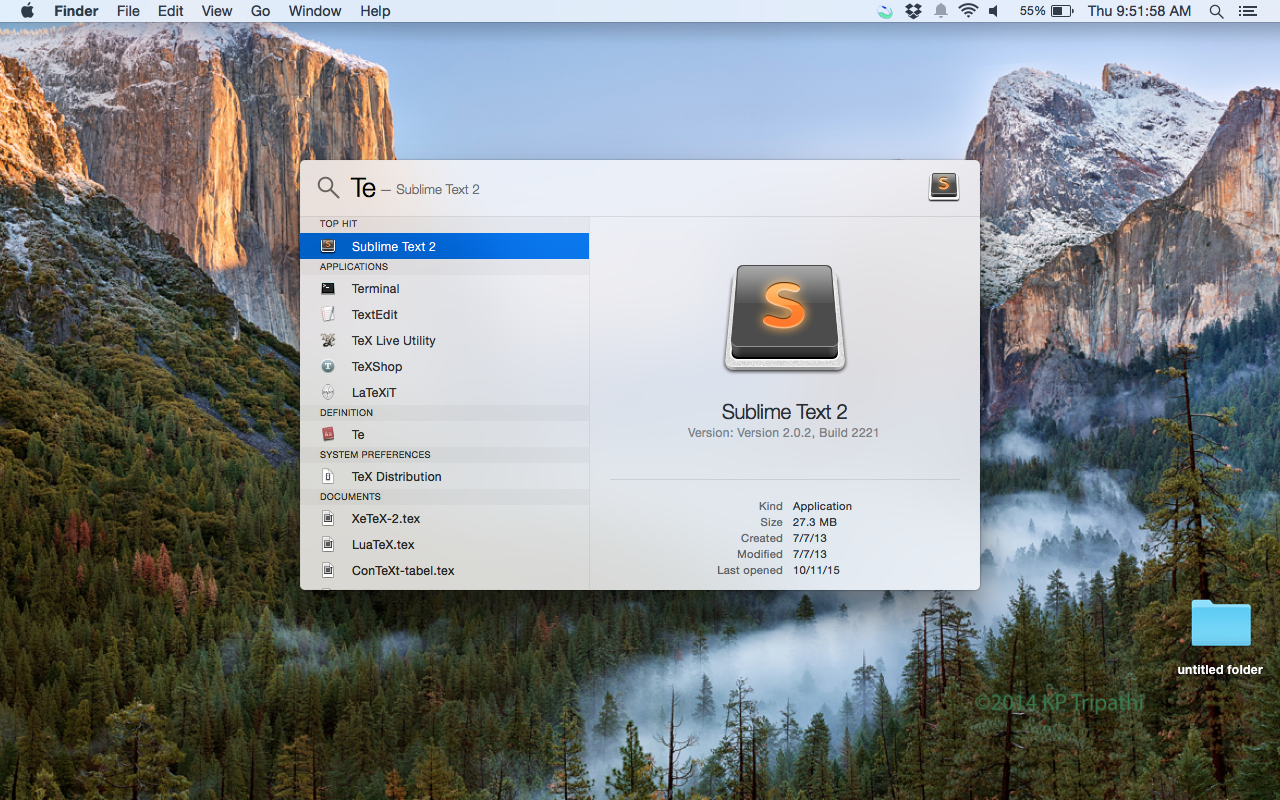 Finder File Edit View Go Window Help 55% Thu 9:51:58 AM
Te — Sublime Text 2
TOP HIT
Sublime Text 2
APPLICATIONS
Terminal
TextEdit
TeX Live Utility
TeXShop
LaTeXiT
DEFINITION
Te
SYSTEM PREFERENCES
TeX Distribution
DOCUMENTS
XeTeX-2.tex
LuaTeX.tex
ConTeXt-tabel.tex
Sublime Text 2
Version: Version 2.0.2, Build 2221
Kind Application
Size 27.3 MB
Created 7/7/13
Modified 7/7/13
Last opened 10/11/15
untitled folder
©2014 KP Tripathi